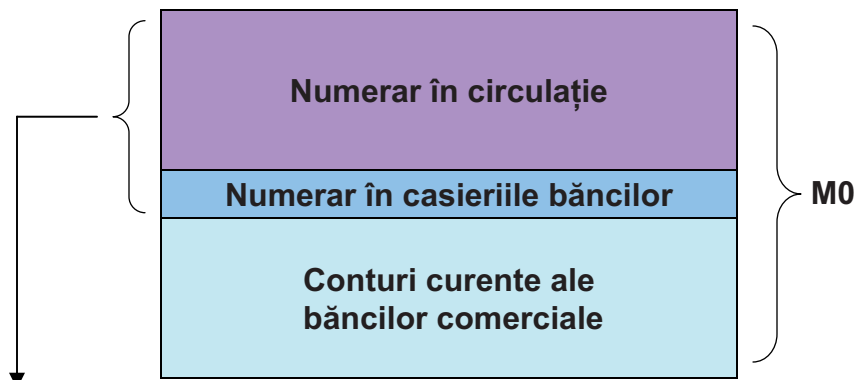 Numerar în circulație
Numerar în casieriile băncilor
M0
Conturi curente ale
băncilor comerciale